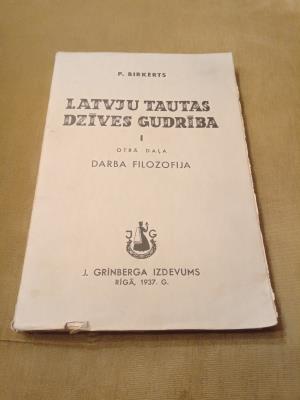 P. BIRKERTS
LATVJU TAUTAS
DZĪVES GUDRĪBA
I
OTRĀ DAĻA
DARBA FILOZOFIJA
J G
J. GRĪNBERGA IZDEVUMS
RĪGĀ, 1937. G.